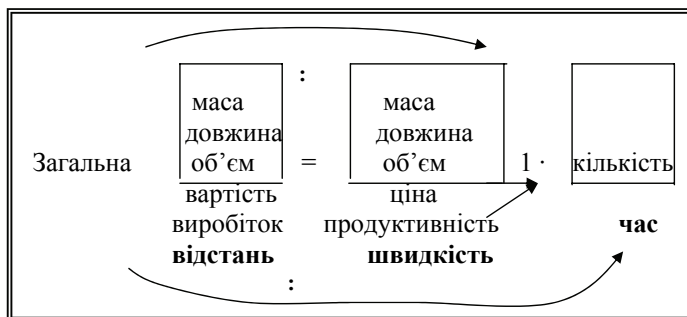 :
маса маса
довжина довжина
Загальна об’єм = об’єм 1 · кількість
вартість ціна
виробіток продуктивність час
відстань швидкість
: